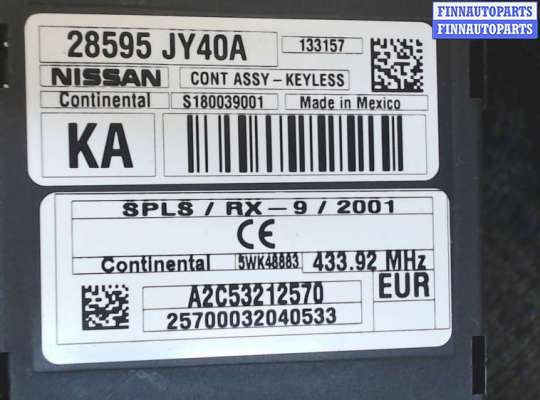 FINNAUTOPARTS
FINNAUTOPARTS
28595 JY40A 133157
NISSAN CONT ASSY-KEYLESS
Continental S180039001 Made in Mexico
KA
SPLS / RX-9 / 2001
CE
Continental 5WK48883 433.92 MHz
A2C53212570 EUR
25700032040533